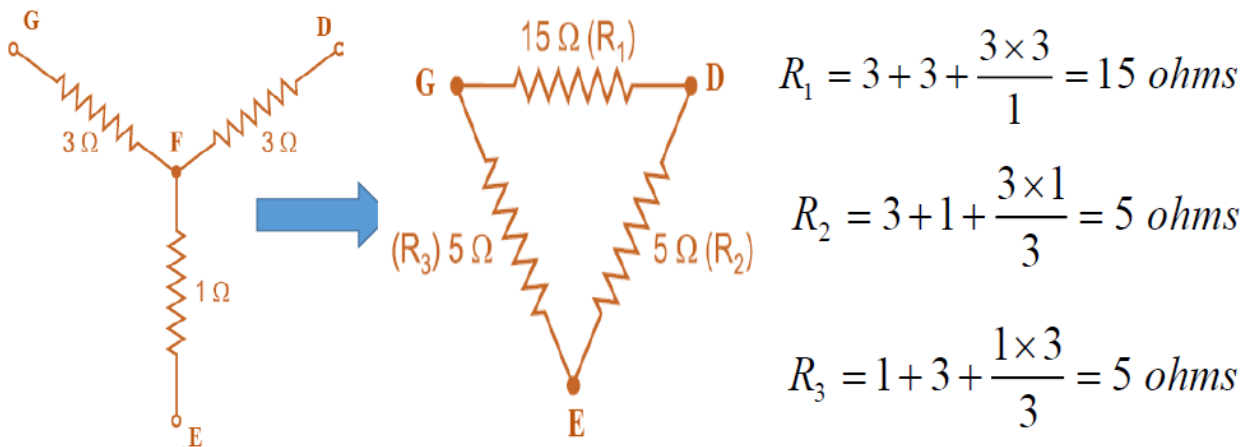 G
D
3 Ω
F
3 Ω
1 Ω
E
15 Ω (R₁)
G
D
(R₃) 5 Ω
5 Ω (R₂)
E
R₁ = 3 + 3 + (3 × 3)/1 = 15 ohms
R₂ = 3 + 1 + (3 × 1)/3 = 5 ohms
R₃ = 1 + 3 + (1 × 3)/3 = 5 ohms